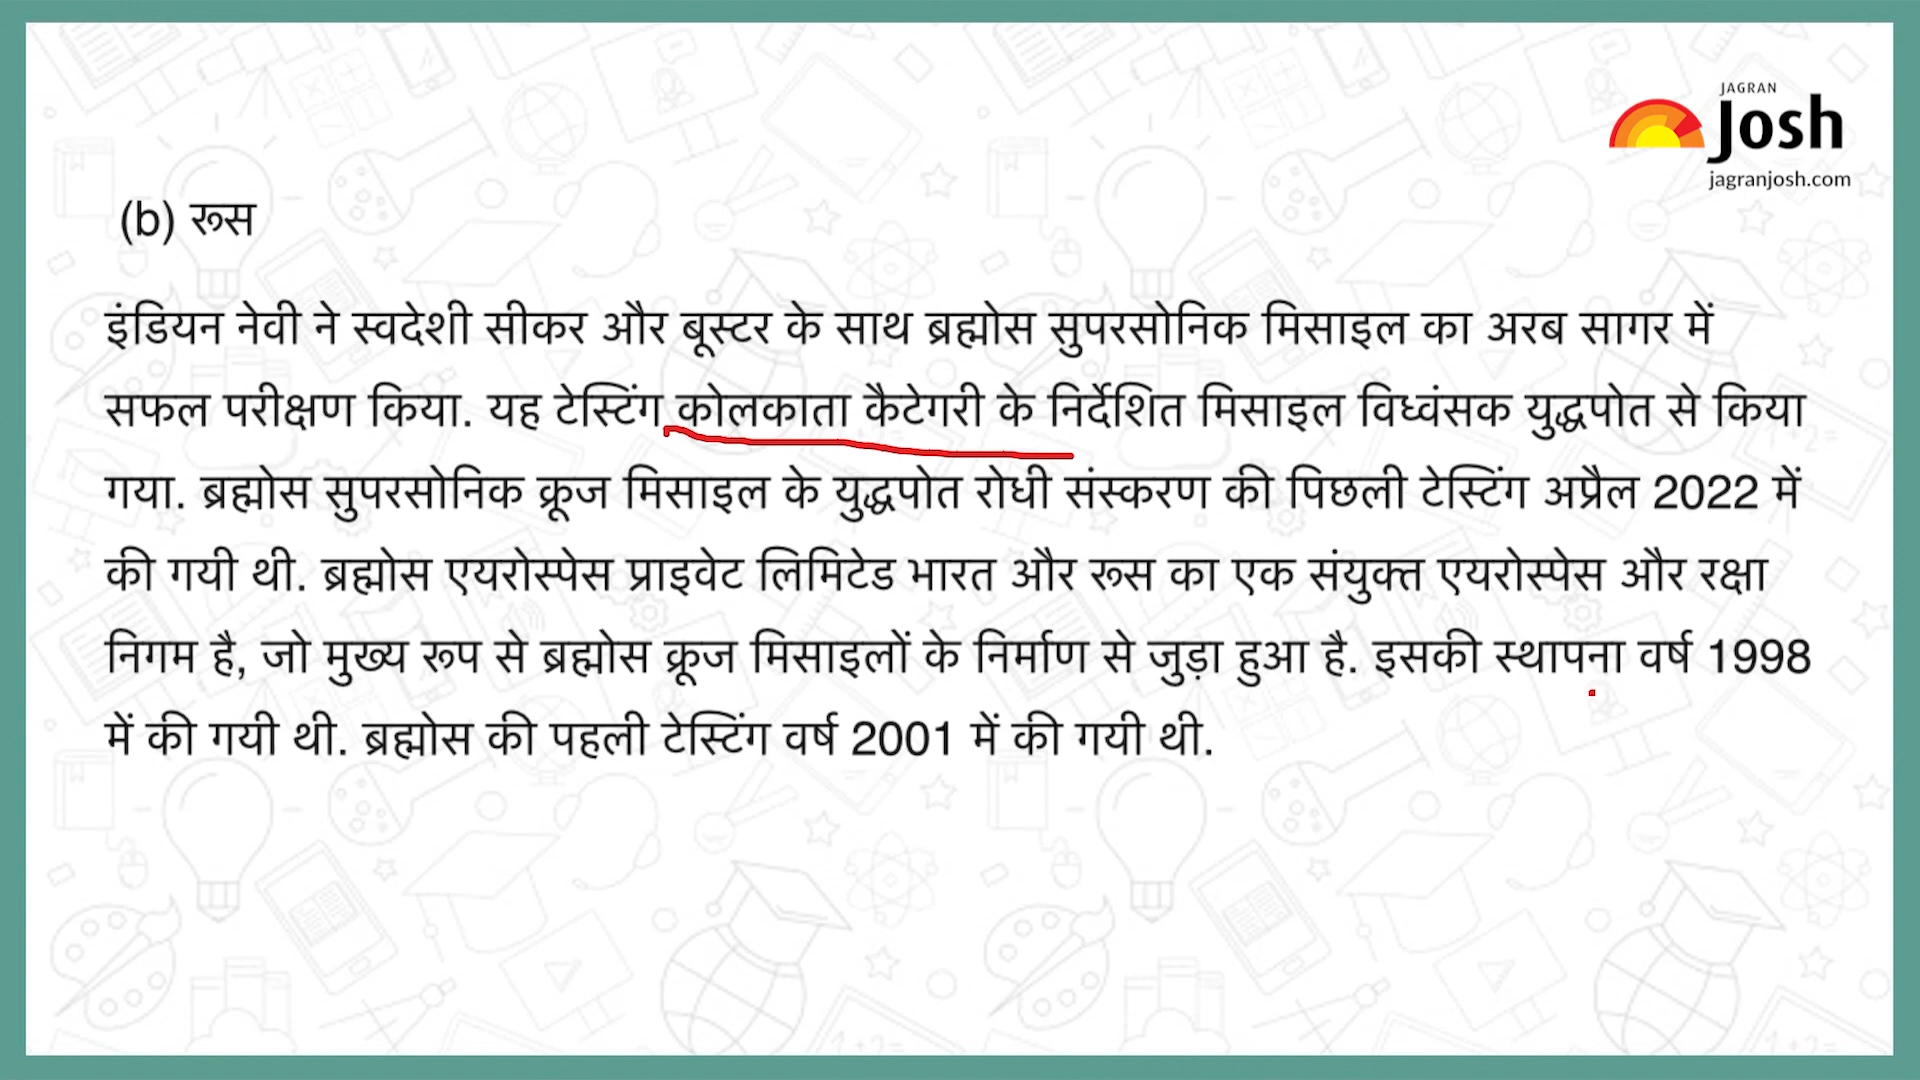 JAGRAN
Josh
jagranjosh.com
(b) रूस
इंडियन नेवी ने स्वदेशी सीकर और बूस्टर के साथ ब्रह्मोस सुपरसोनिक मिसाइल का अरब सागर में
सफल परीक्षण किया. यह टेस्टिंग कोलकाता कैटेगरी के निर्देशित मिसाइल विध्वंसक युद्धपोत से किया
गया. ब्रह्मोस सुपरसोनिक क्रूज मिसाइल के युद्धपोत रोधी संस्करण की पिछली टेस्टिंग अप्रैल 2022 में
की गयी थी. ब्रह्मोस एयरोस्पेस प्राइवेट लिमिटेड भारत और रूस का एक संयुक्त एयरोस्पेस और रक्षा
निगम है, जो मुख्य रूप से ब्रह्मोस क्रूज मिसाइलों के निर्माण से जुड़ा हुआ है. इसकी स्थापना वर्ष 1998
में की गयी थी. ब्रह्मोस की पहली टेस्टिंग वर्ष 2001 में की गयी थी.